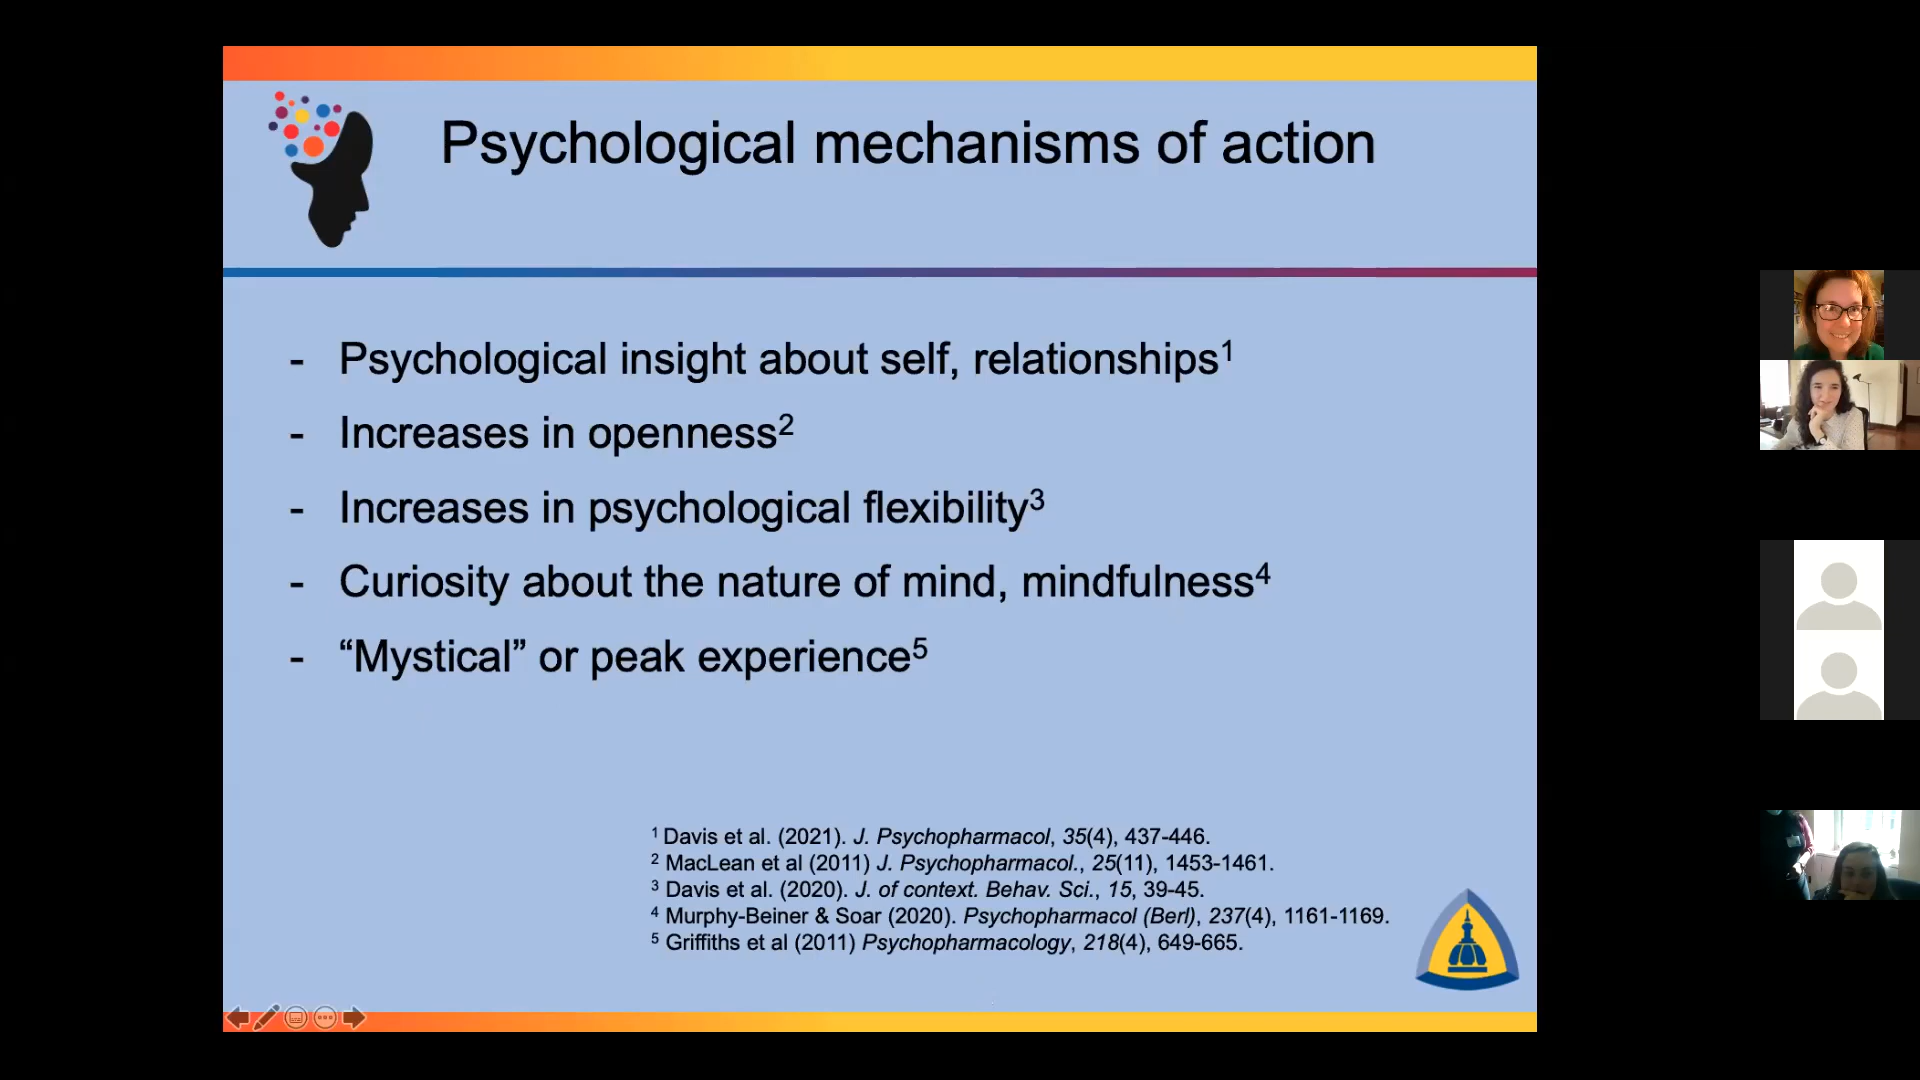 Psychological mechanisms of action
- Psychological insight about self, relationships¹
- Increases in openness²
- Increases in psychological flexibility³
- Curiosity about the nature of mind, mindfulness⁴
- “Mystical” or peak experience⁵
¹ Davis et al. (2021). J. Psychopharmacol, 35(4), 437-446.
² MacLean et al (2011) J. Psychopharmacol., 25(11), 1453-1461.
³ Davis et al. (2020). J. of context. Behav. Sci., 15, 39-45.
⁴ Murphy-Beiner & Soar (2020). Psychopharmacol (Berl), 237(4), 1161-1169.
⁵ Griffiths et al (2011) Psychopharmacology, 218(4), 649-665.